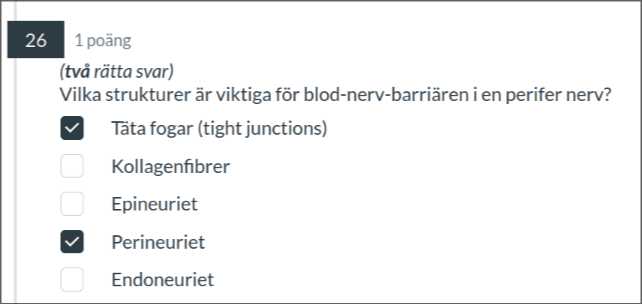 26 1 poäng
(två rätta svar)
Vilka strukturer är viktiga för blod-nerv-barriären i en perifer nerv?
Täta fogar (tight junctions)
Kollagenfibrer
Epineuriet
Perineuriet
Endoneuriet